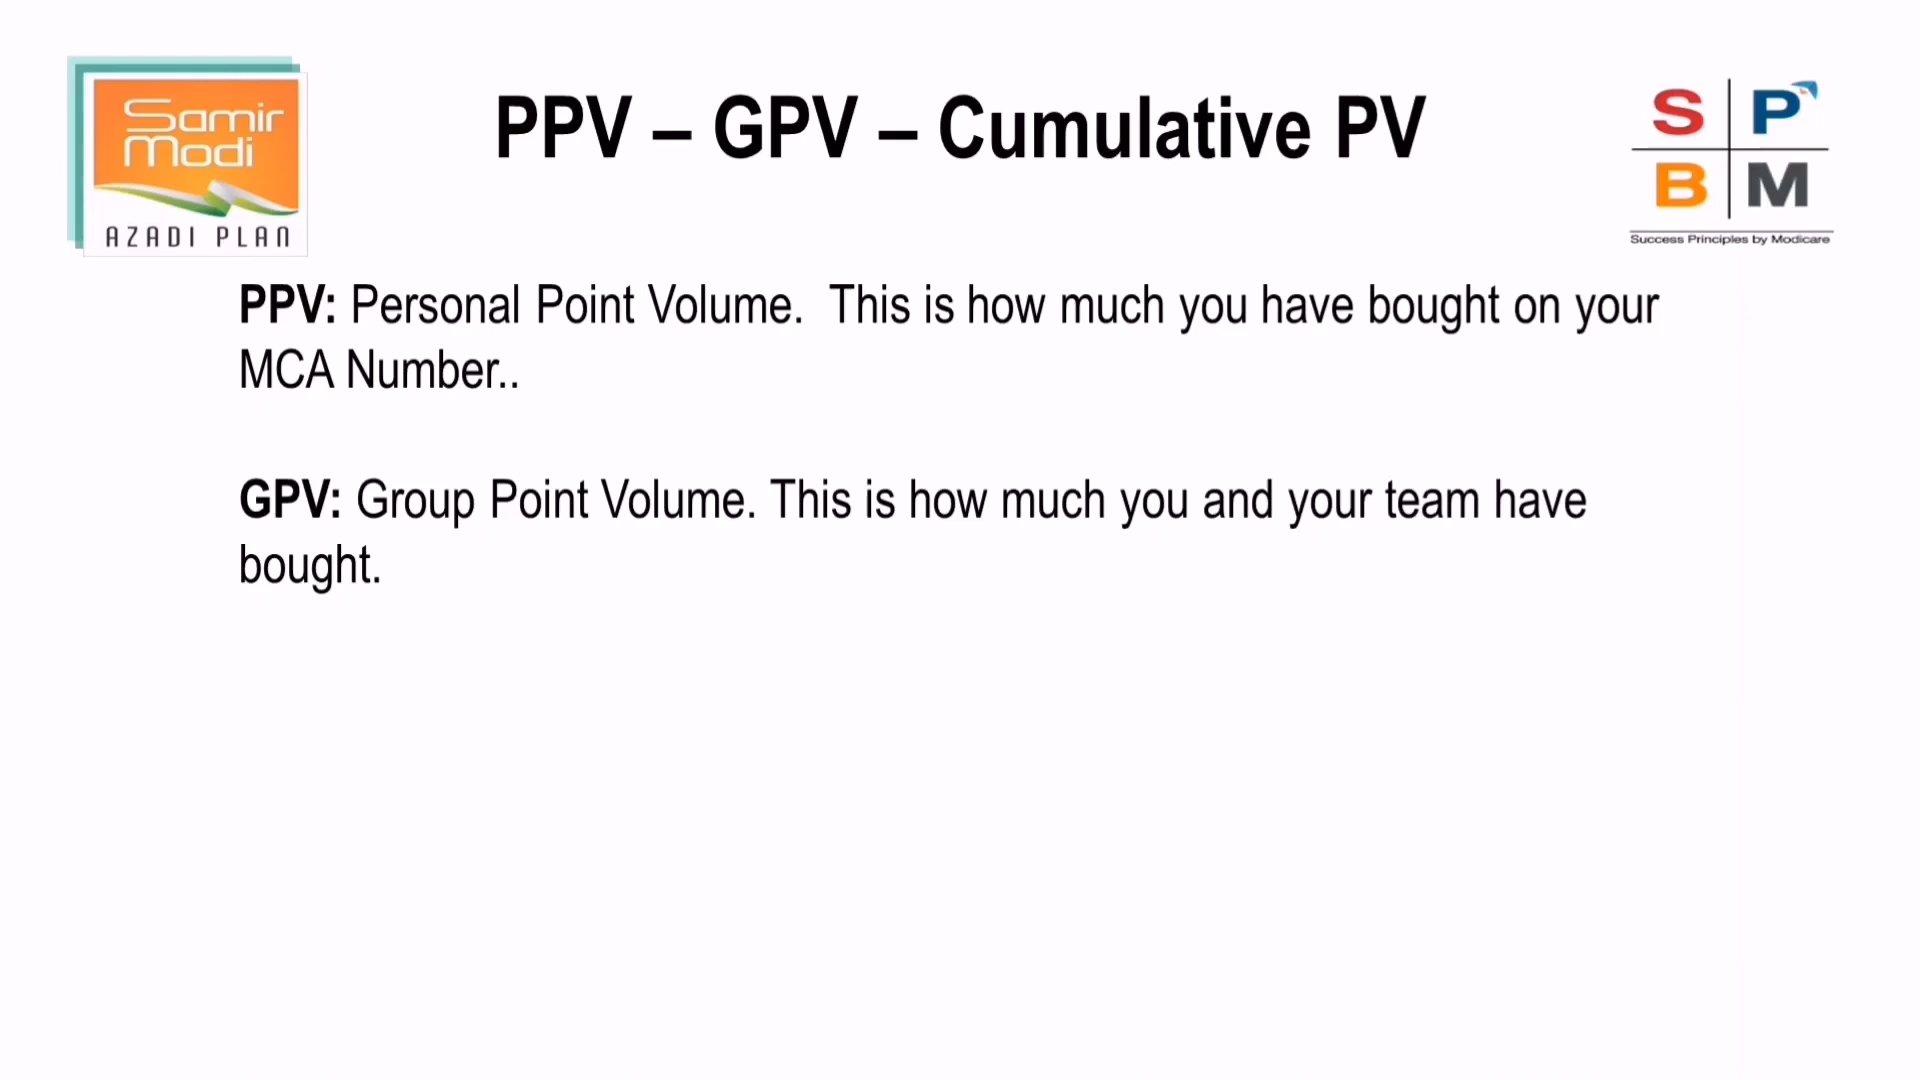 Samir
Modi
AZADI PLAN
PPV – GPV – Cumulative PV
S P
B M
Success Principles by Modicare
PPV: Personal Point Volume.  This is how much you have bought on your
MCA Number..
GPV: Group Point Volume. This is how much you and your team have
bought.